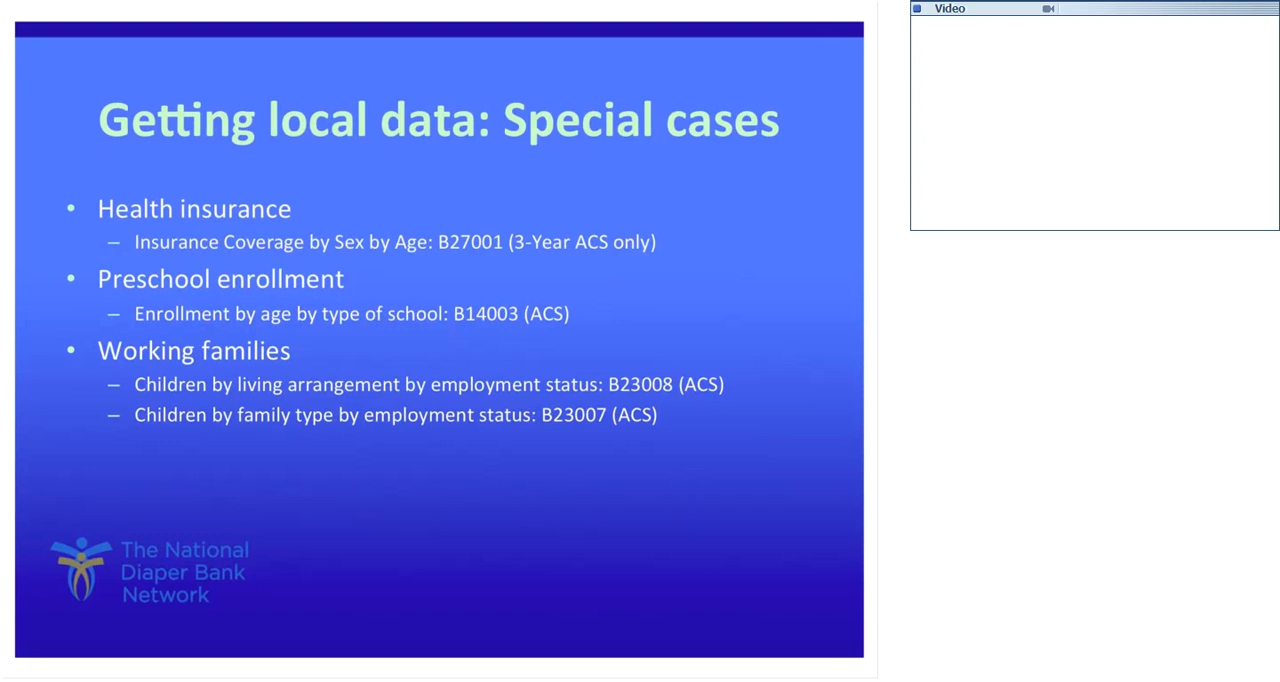 Getting local data: Special cases
• Health insurance
– Insurance Coverage by Sex by Age: B27001 (3-Year ACS only)
• Preschool enrollment
– Enrollment by age by type of school: B14003 (ACS)
• Working families
– Children by living arrangement by employment status: B23008 (ACS)
– Children by family type by employment status: B23007 (ACS)
The National
Diaper Bank
Network
Video